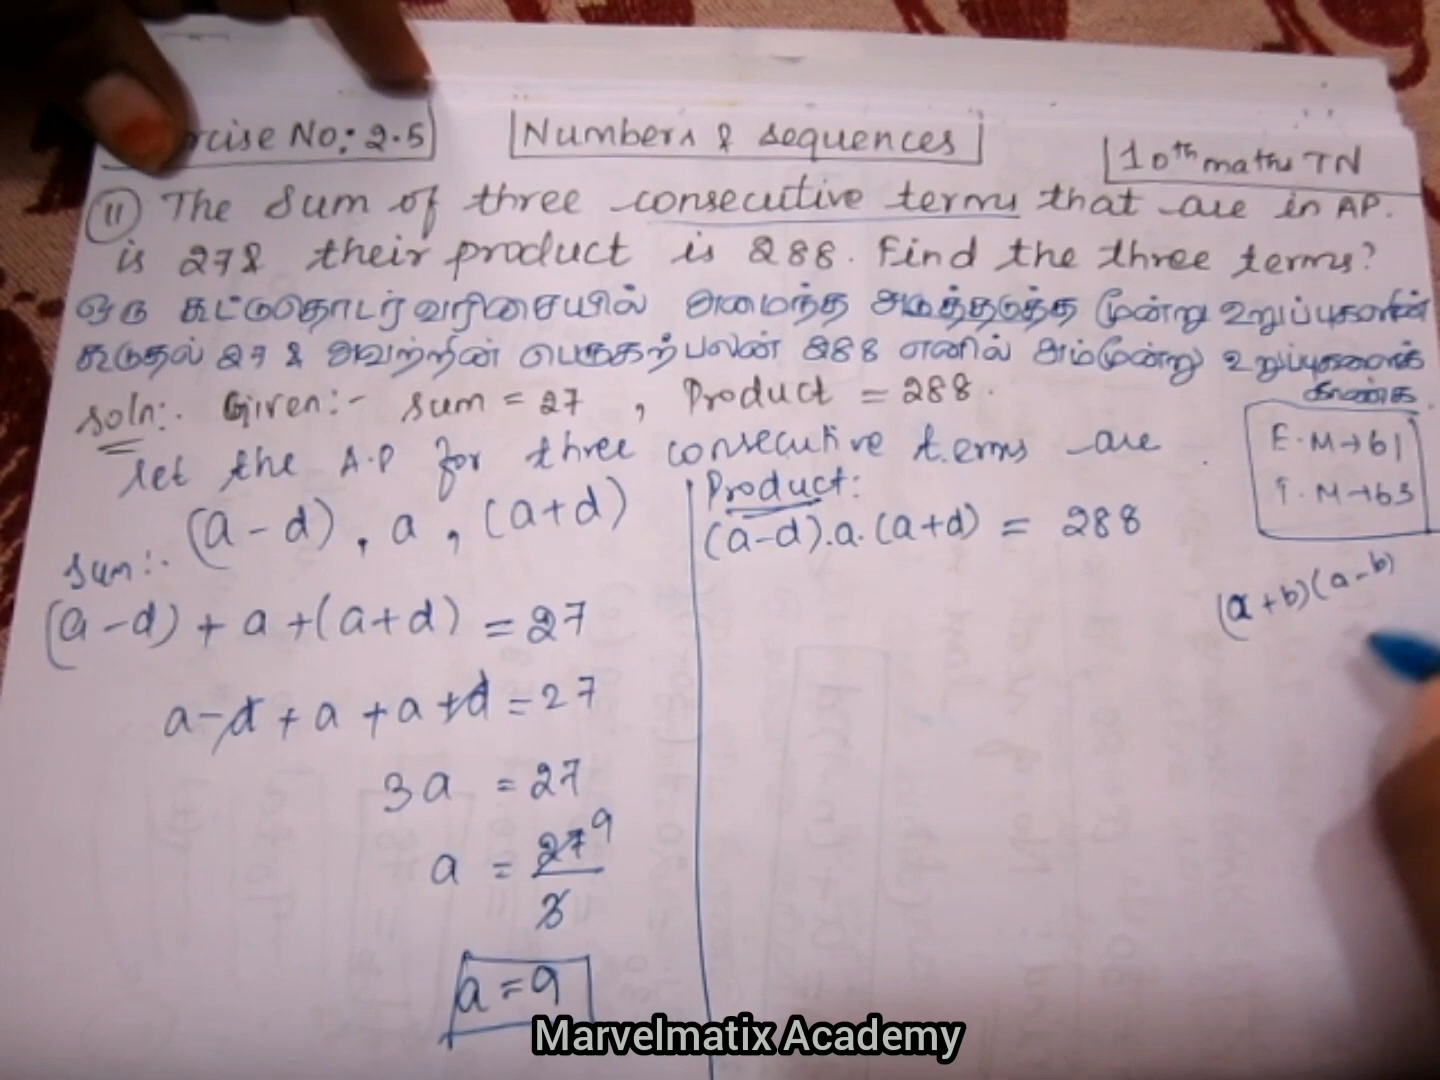 rcise No: 2.5
Numbers & sequences
10th maths TN
(11) The Sum of three consecutive terms that are in AP.
is 27 & their product is 288. Find the three terms?
ஒரு கூட்டுத்தொடர் வரிசையில் அமைந்த அடுத்தடுத்த மூன்று உறுப்புகளின்
கூடுதல் 27 & அவற்றின் பெருக்கற்பலன் 288 எனில் அம்மூன்று உறுப்புகளைக்
காண்க.
Soln:. Given:- Sum = 27 , Product = 288.
E.M→61
T.M→63
let the A.P for three consecutive terms are
(a-d), a, (a+d)
Sum:.
(a-d) + a +(a+d) = 27
a-d + a + a +d = 27
3a = 27
a = 27 9
3
a = 9
Product:
(a-d).a.(a+d) = 288
(a+b)(a-b)
Marvelmatix Academy